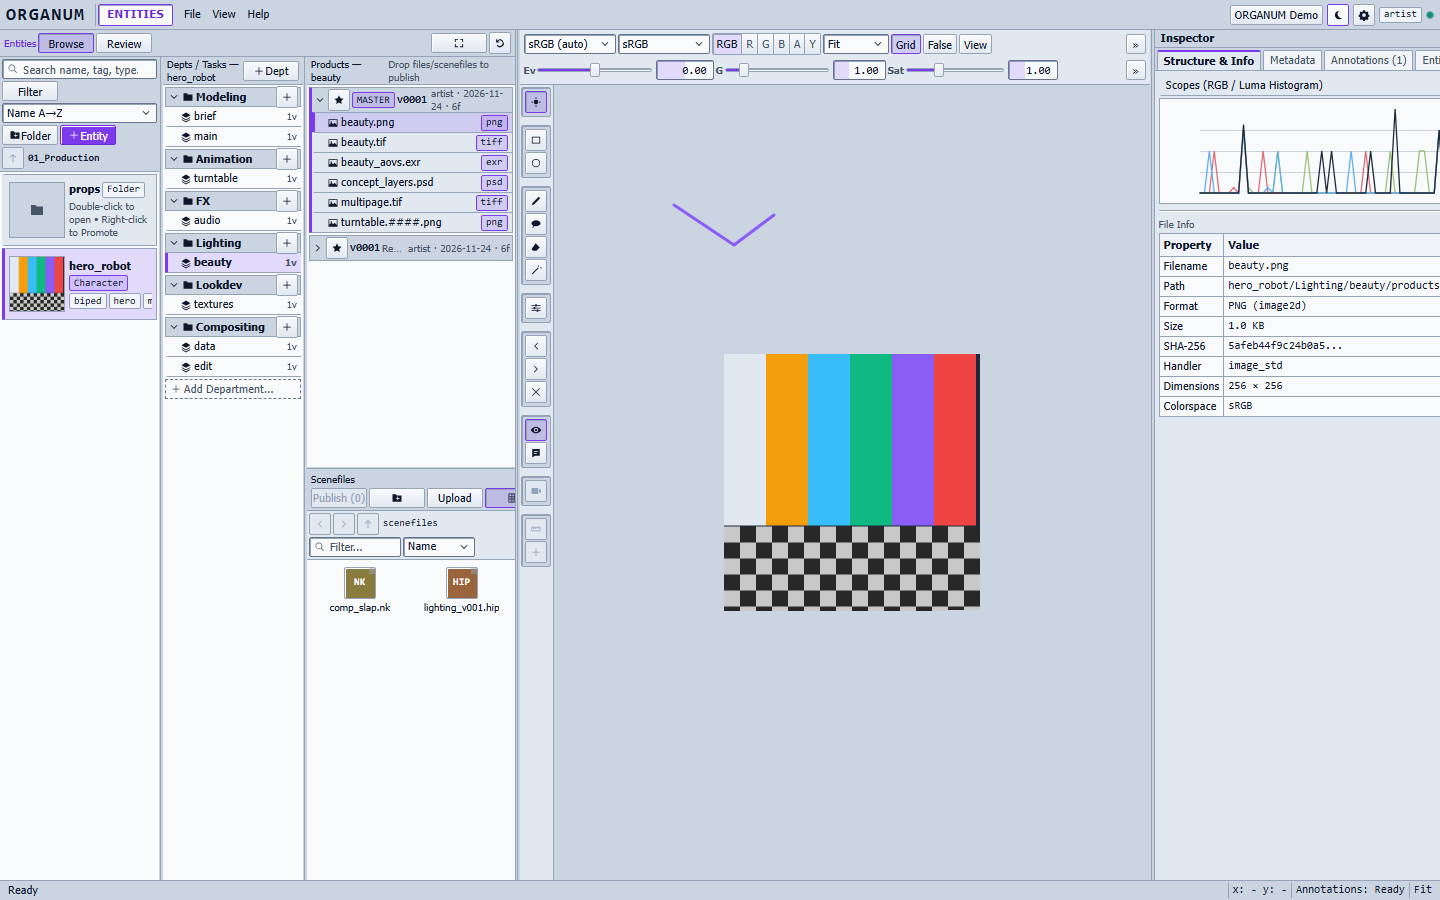 ORGANUM ENTITIES File View Help ORGANUM Demo artist
Entities Browse Review
Search name, tag, type.
Filter
Name A→Z
Folder + Entity
01_Production
props Folder
Double-click to
open • Right-click
to Promote
hero_robot
Character
biped hero
Depts / Tasks —
hero_robot
+ Dept
Modeling
brief 1v
main 1v
Animation
turntable 1v
FX
audio 1v
Lighting
beauty 1v
Lookdev
textures 1v
Compositing
data 1v
edit 1v
+ Add Department...
Products —
beauty
Drop files/scenefiles to
publish
MASTER v0001 artist · 2026-11-
24 · 6f
beauty.png png
beauty.tif tiff
beauty_aovs.exr exr
concept_layers.psd psd
multipage.tif tiff
turntable.####.png png
v0001 Re... artist · 2026-11-24 · 6f
Scenefiles
Publish (0) Upload
scenefiles
Filter... Name
NK HIP
comp_slap.nk lighting_v001.hip
sRGB (auto) sRGB RGB R G B A Y Fit Grid False View »
Ev 0.00 G 1.00 Sat 1.00 »
Inspector
Structure & Info Metadata Annotations (1) Enti
Scopes (RGB / Luma Histogram)
File Info
Property Value
Filename beauty.png
Path hero_robot/Lighting/beauty/products
Format PNG (image2d)
Size 1.0 KB
SHA-256 5afeb44f9c24b0a5...
Handler image_std
Dimensions 256 × 256
Colorspace sRGB
Ready x: - y: - Annotations: Ready Fit